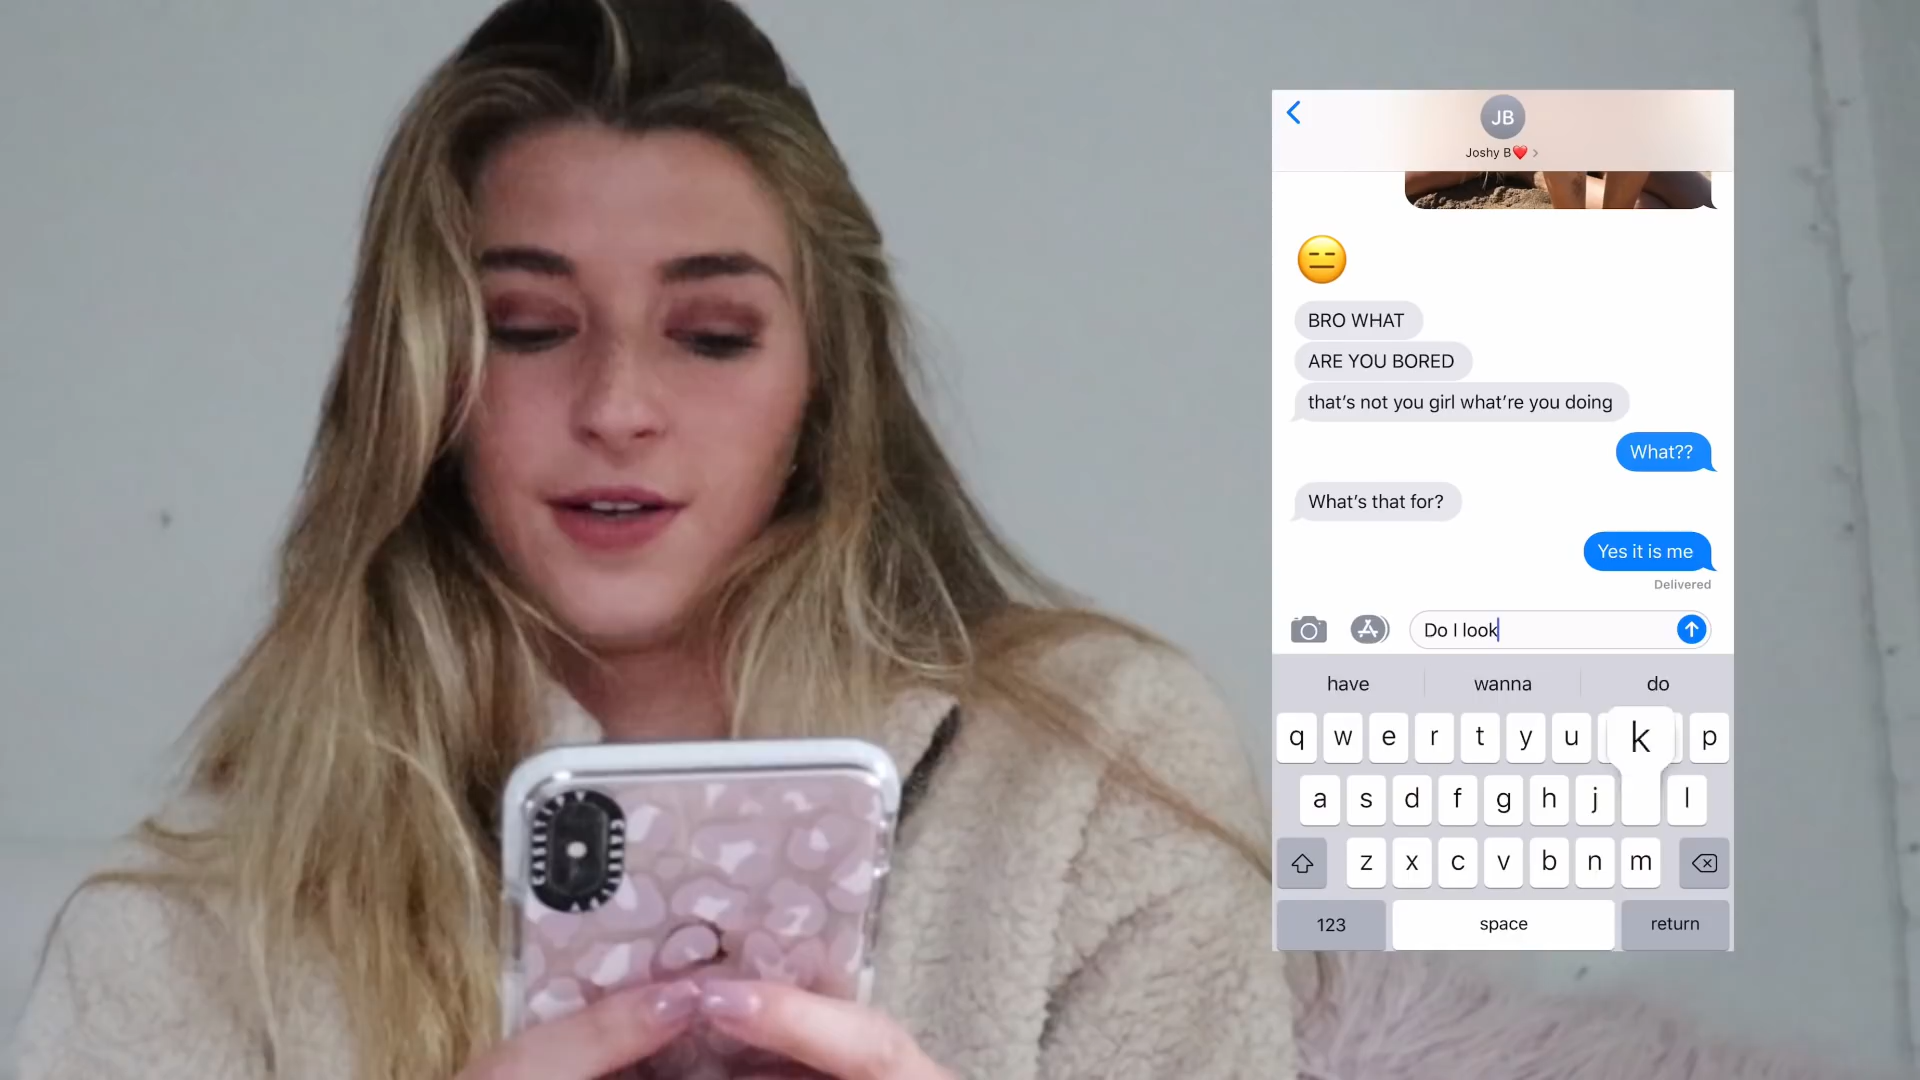 JB
Joshy B❤️ >
BRO WHAT
ARE YOU BORED
that's not you girl what're you doing
What??
What's that for?
Yes it is me
Delivered
Do I look
have wanna do
q w e r t y u k p
a s d f g h j l
z x c v b n m
123 space return